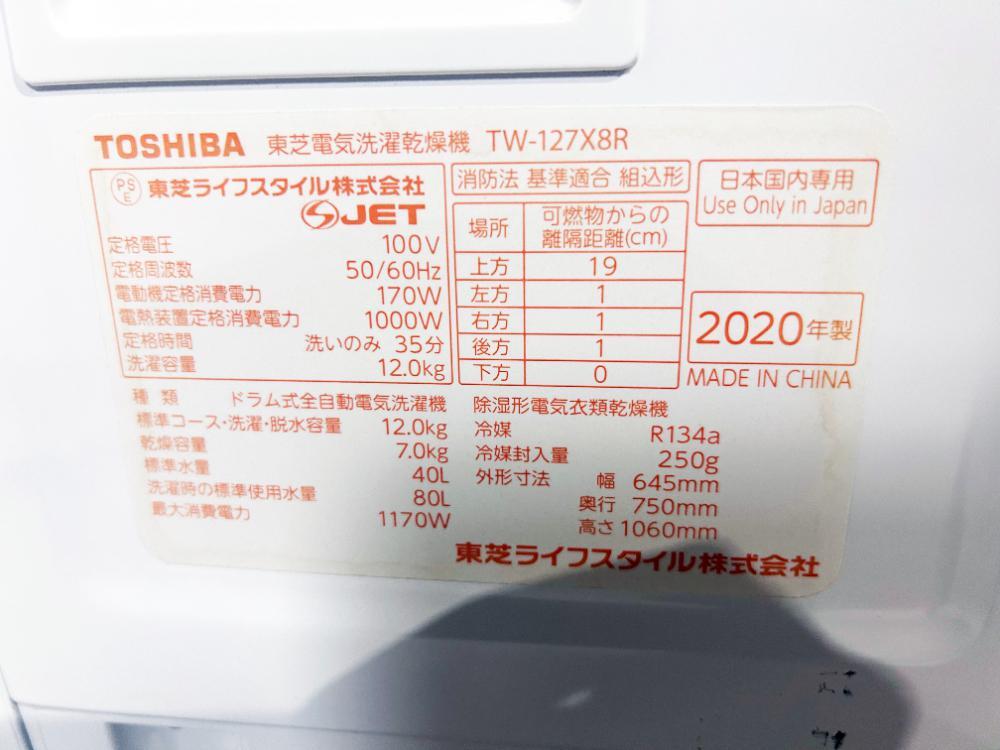 TOSHIBA 東芝電気洗濯乾燥機 TW-127X8R
PSE 東芝ライフスタイル株式会社
S JET
定格電圧 100V
定格周波数 50/60Hz
電動機定格消費電力 170W
電熱装置定格消費電力 1000W
定格時間 洗いのみ 35分
洗濯容量 12.0kg
消防法 基準適合 組込形
場所 可燃物からの
離隔距離(cm)
上方 19
左方 1
右方 1
後方 1
下方 0
日本国内専用
Use Only in Japan
2020年製
MADE IN CHINA
種 類 ドラム式全自動電気洗濯機
標準コース・洗濯・脱水容量 12.0kg
乾燥容量 7.0kg
標準水量 40L
洗濯時の標準使用水量 80L
最大消費電力 1170W
除湿形電気衣類乾燥機
冷媒 R134a
冷媒封入量 250g
外形寸法 幅 645mm
奥行 750mm
高さ 1060mm
東芝ライフスタイル株式会社